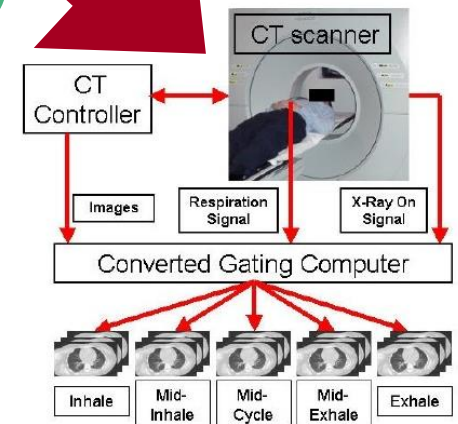 CT scanner
CT
Controller
Images
Respiration
Signal
X-Ray On
Signal
Converted Gating Computer
Inhale
Mid-
Inhale
Mid-
Cycle
Mid-
Exhale
Exhale